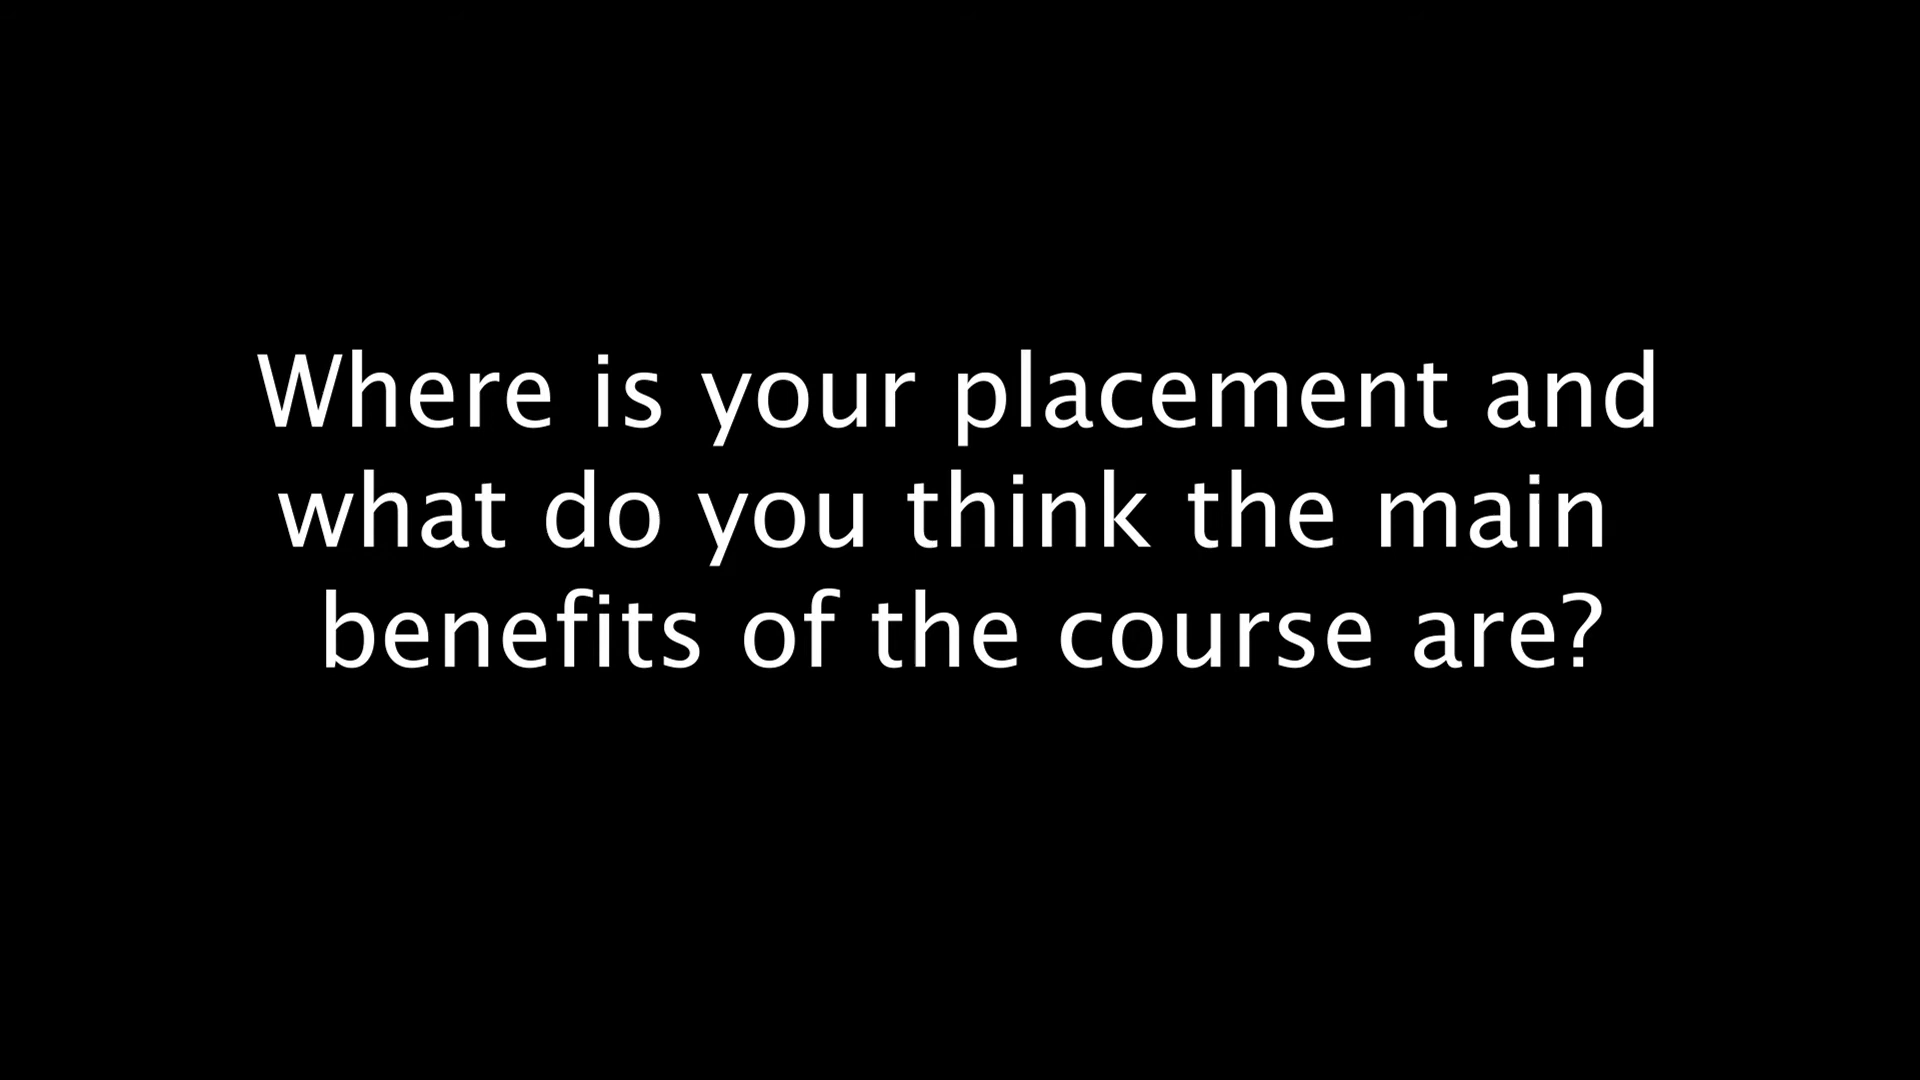 Where is your placement and
what do you think the main
benefits of the course are?